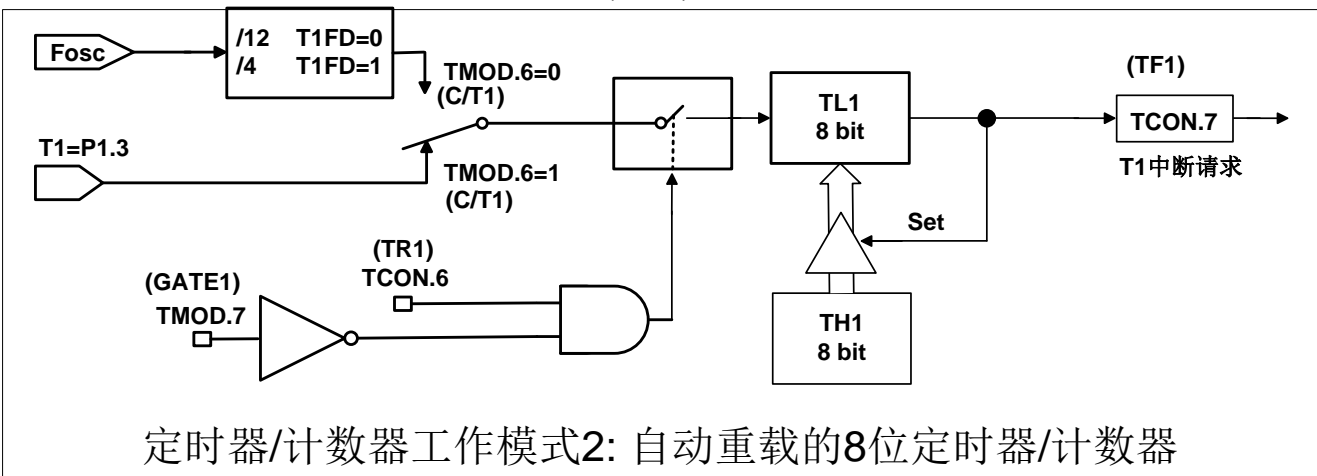 Fosc
/12 T1FD=0
/4 T1FD=1
TMOD.6=0
(C/T1)
T1=P1.3
TMOD.6=1
(C/T1)
TL1
8 bit
(TF1)
TCON.7
T1中断请求
Set
(TR1)
TCON.6
(GATE1)
TMOD.7
TH1
8 bit
定时器/计数器工作模式2: 自动重载的8位定时器/计数器